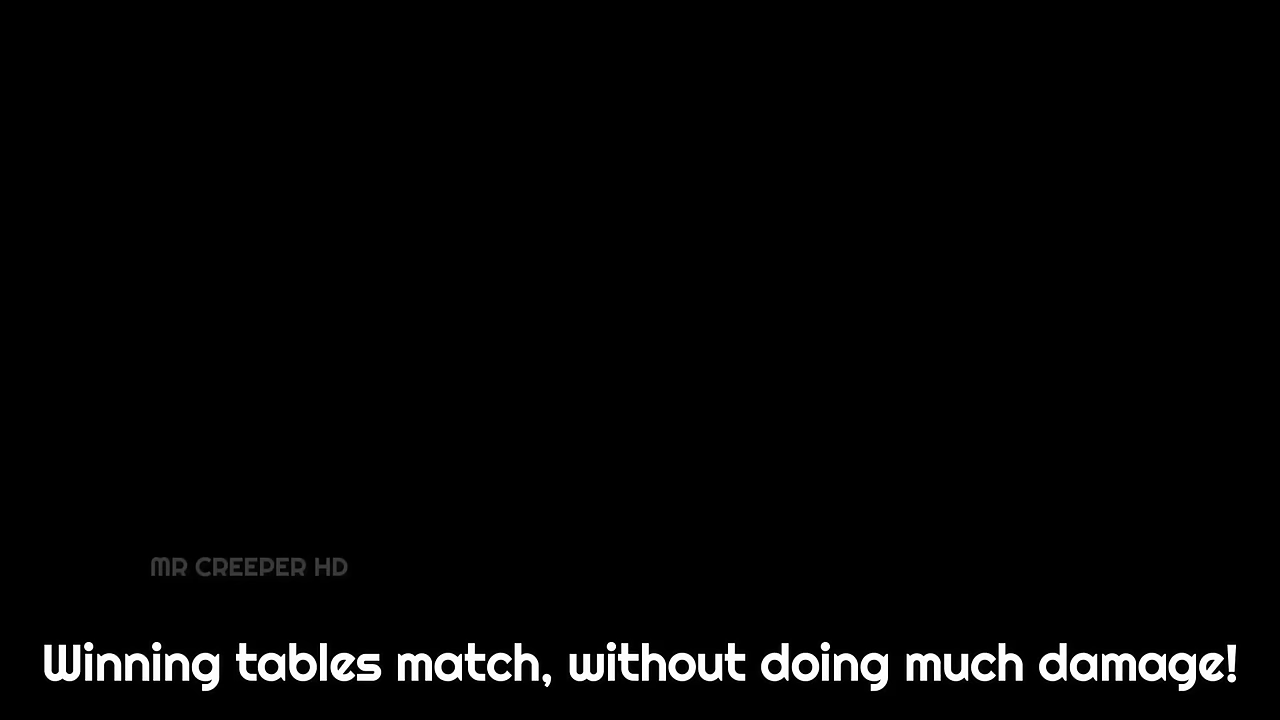 MR CREEPER HD
Winning tables match, without doing much damage!